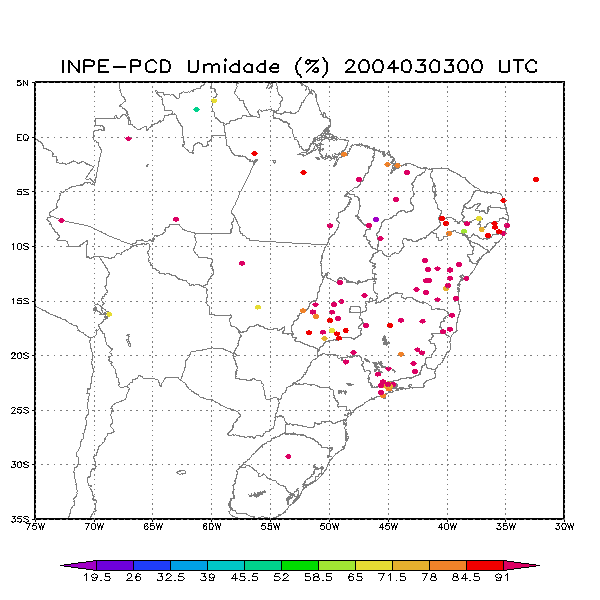 INPE-PCD Umidade (%) 2004030300 UTC
5N
EQ
5S
10S
15S
20S
25S
30S
35S
75W 70W 65W 60W 55W 50W 45W 40W 35W 30W
19.5 26 32.5 39 45.5 52 58.5 65 71.5 78 84.5 91